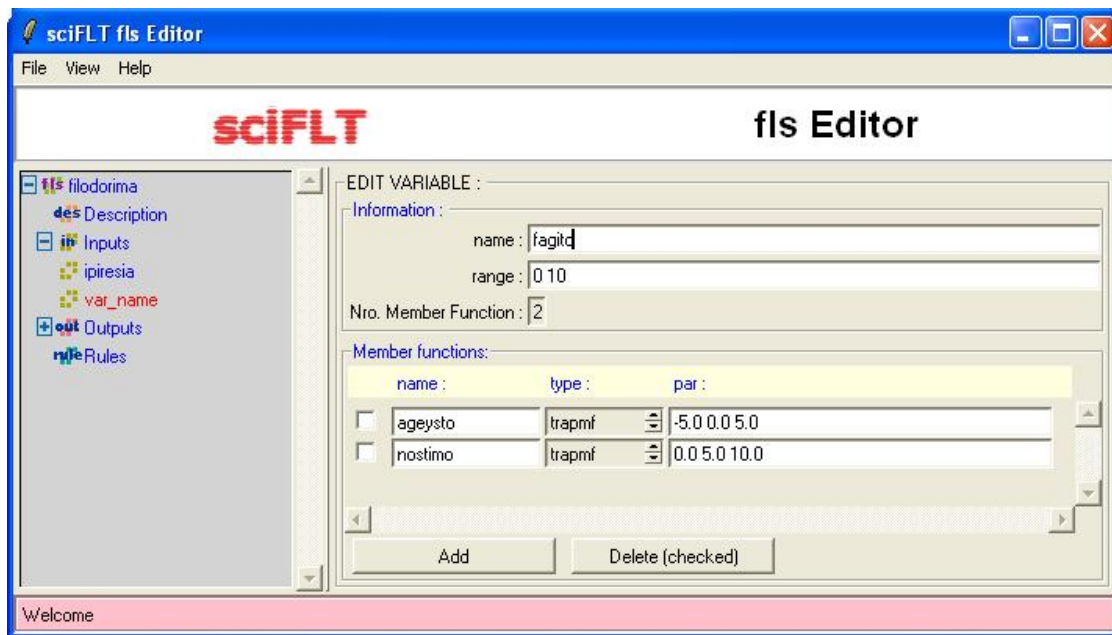 sciFLT fls Editor
File View Help
sciFLT fls Editor
fls filodorima
des Description
in Inputs
ipiresia
var_name
out Outputs
rule Rules
EDIT VARIABLE :
Information :
name : fagito
range : 0 10
Nro. Member Function : 2
Member functions:
name : type : par :
ageysto trapmf -5.0 0.0 5.0
nostimo trapmf 0.0 5.0 10.0
Add Delete (checked)
Welcome